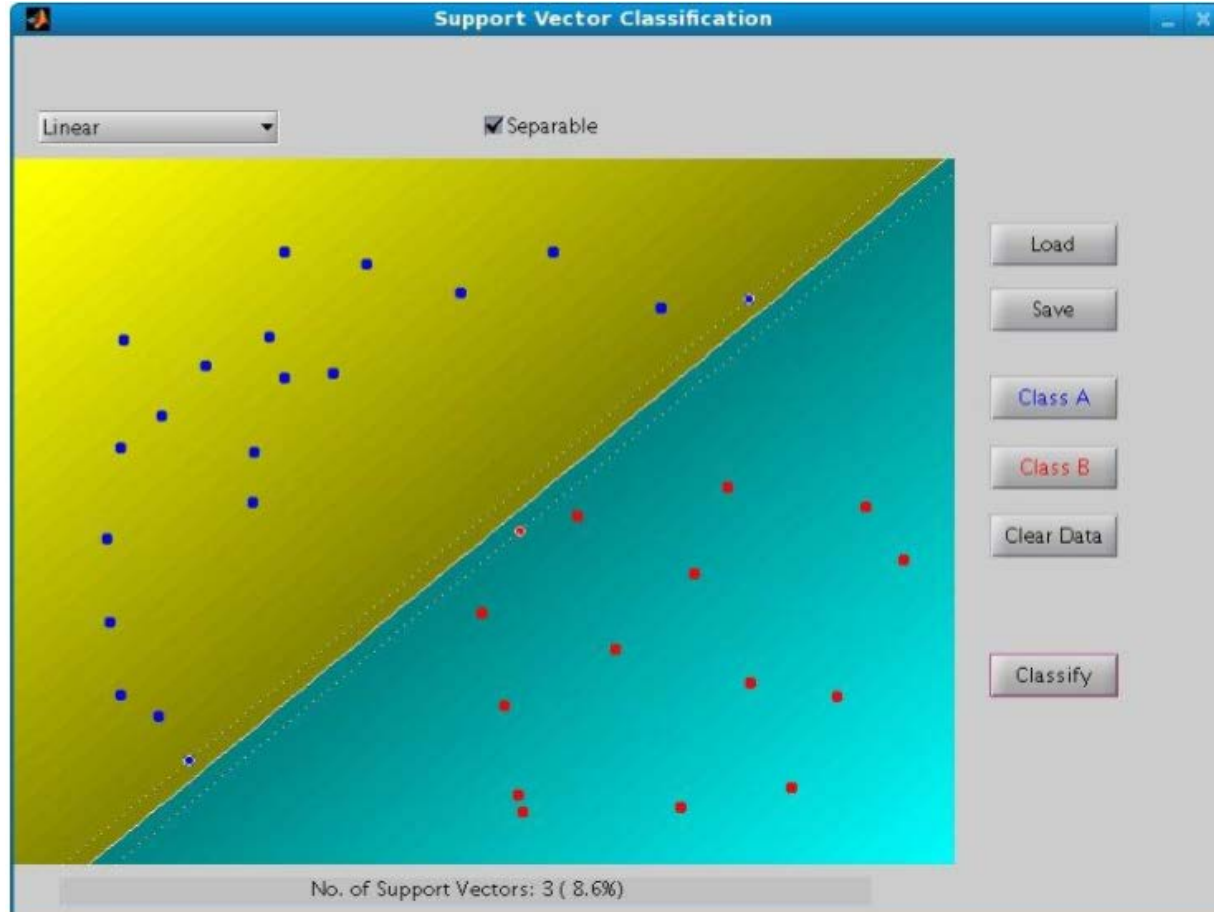 Support Vector Classification
Linear
Separable
Load
Save
Class A
Class B
Clear Data
Classify
No. of Support Vectors: 3 ( 8.6%)